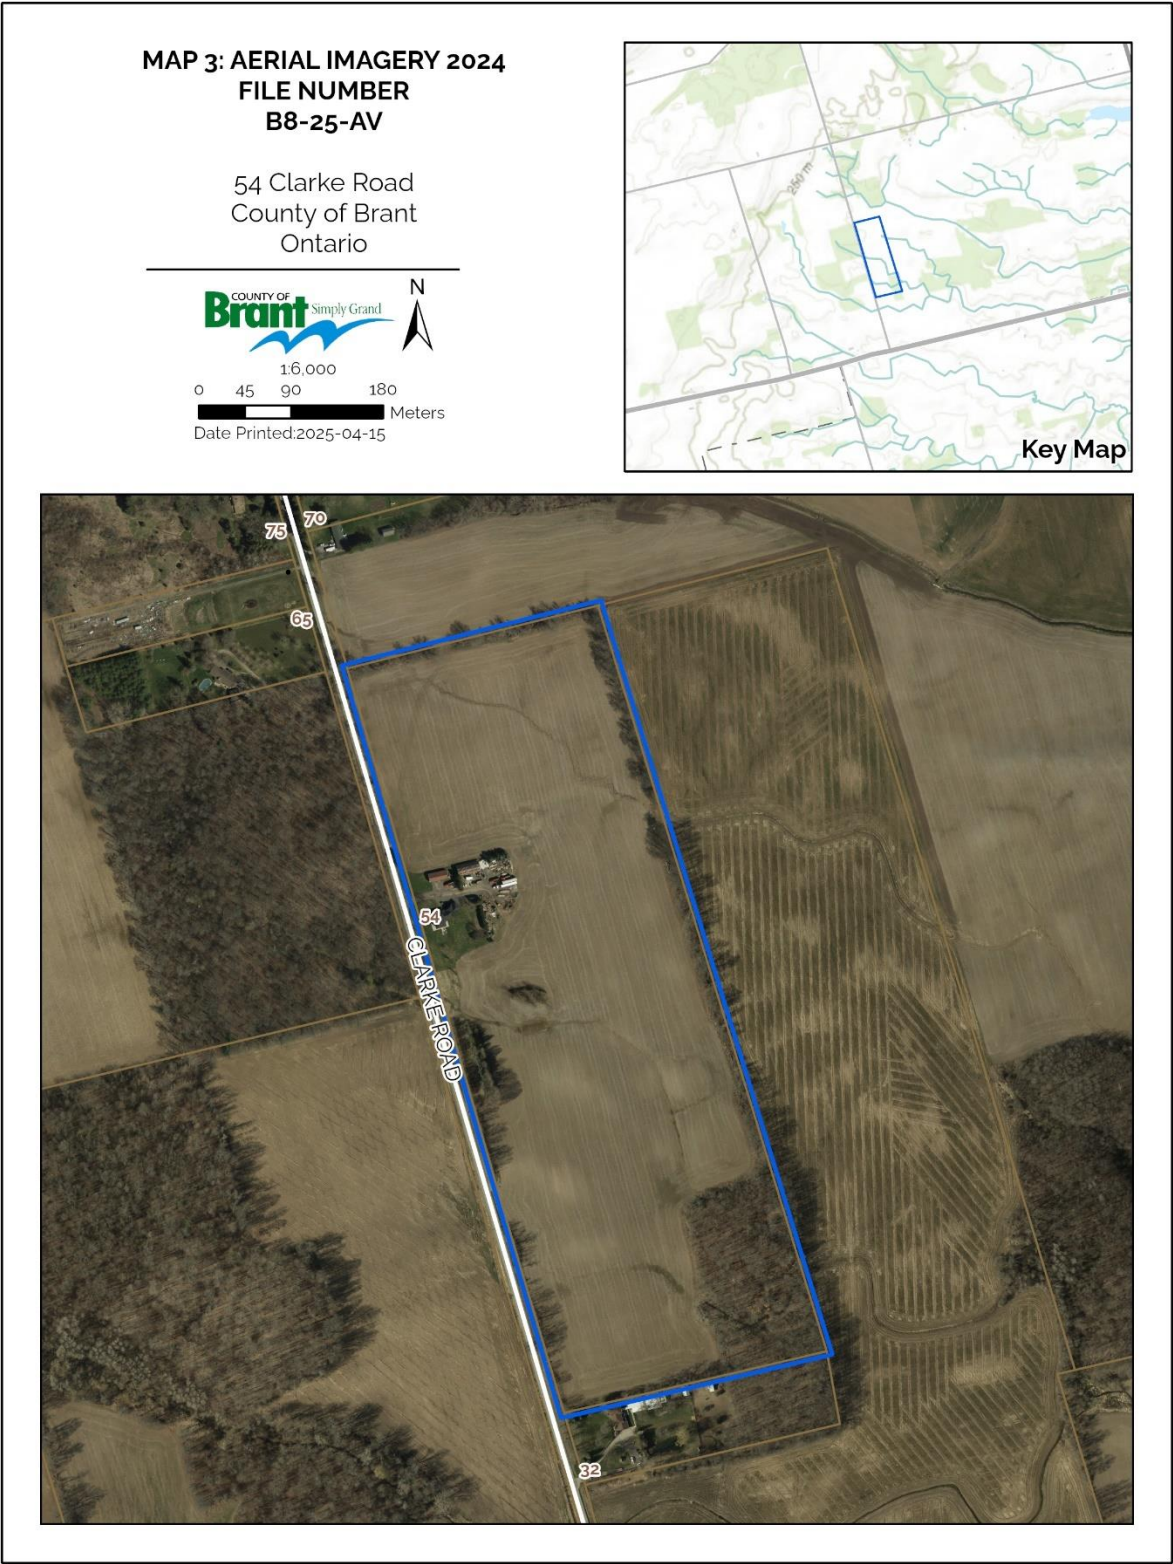 MAP 3: AERIAL IMAGERY 2024
FILE NUMBER
B8-25-AV
54 Clarke Road
County of Brant
Ontario
COUNTY OF
Brant Simply Grand
N
1:6,000
0 45 90 180
Meters
Date Printed:2025-04-15
250 m
Key Map
70
75
65
54
CLARKE ROAD
32